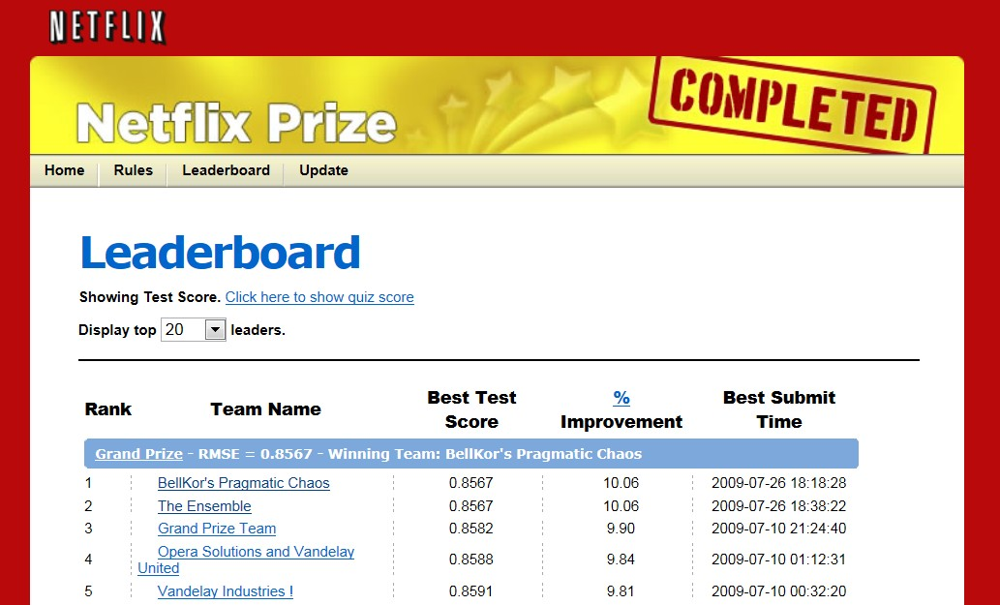 NETFLIX
Netflix Prize
COMPLETED
Home Rules Leaderboard Update
Leaderboard
Showing Test Score. Click here to show quiz score
Display top 20 leaders.
Rank Team Name Best Test Score % Improvement Best Submit Time
Grand Prize - RMSE = 0.8567 - Winning Team: BellKor's Pragmatic Chaos
1 BellKor's Pragmatic Chaos 0.8567 10.06 2009-07-26 18:18:28
2 The Ensemble 0.8567 10.06 2009-07-26 18:38:22
3 Grand Prize Team 0.8582 9.90 2009-07-10 21:24:40
4 Opera Solutions and Vandelay United 0.8588 9.84 2009-07-10 01:12:31
5 Vandelay Industries ! 0.8591 9.81 2009-07-10 00:32:20